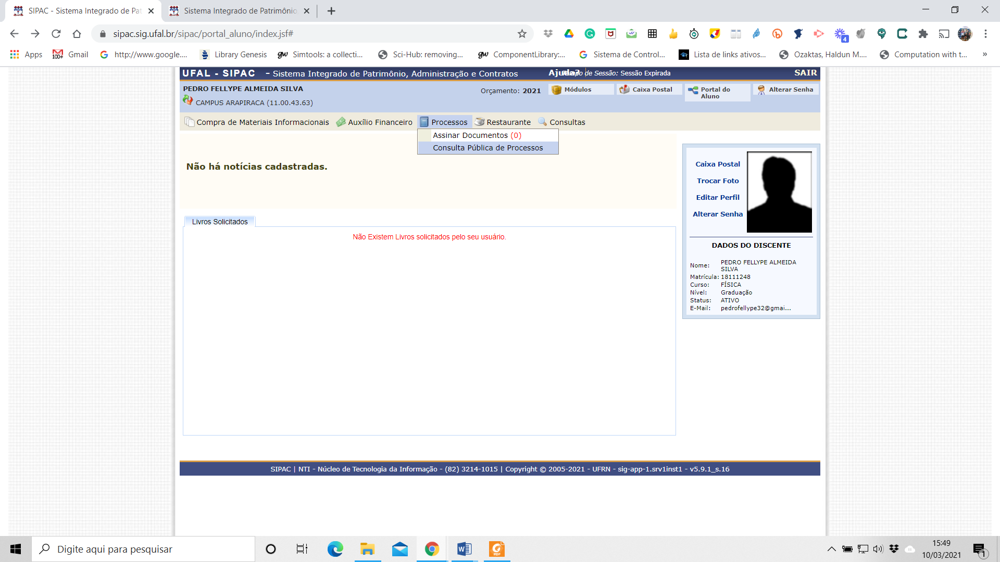 SIPAC - Sistema Integrado de Pat
Sistema Integrado de Patrimônio,
sipac.sig.ufal.br/sipac/portal_aluno/index.jsf#
4
Apps
100+
Gmail
http://www.google....
Library Genesis
Simtools: a collecti...
Sci-Hub: removing...
ComponentLibrary:...
Sistema de Control...
Lista de links ativos...
Ozaktas, Haldun M....
Computation with t...
»
UFAL - SIPAC - Sistema Integrado de Patrimônio, Administração e Contratos
Ajuda?
Tempo de Sessão: Sessão Expirada
SAIR
PEDRO FELLYPE ALMEIDA SILVA
CAMPUS ARAPIRACA (11.00.43.63)
Orçamento: 2021
Módulos
Caixa Postal
Portal do
Aluno
Alterar Senha
Compra de Materiais Informacionais
Auxílio Financeiro
Processos
Restaurante
Consultas
Assinar Documentos (0)
Consulta Pública de Processos
Não há notícias cadastradas.
Livros Solicitados
Não Existem Livros solicitados pelo seu usuário.
Caixa Postal
Trocar Foto
Editar Perfil
Alterar Senha
DADOS DO DISCENTE
Nome: PEDRO FELLYPE ALMEIDA
SILVA
Matrícula: 18111248
Curso: FÍSICA
Nível: Graduação
Status: ATIVO
E-Mail: pedrofellype32@gmai...
SIPAC | NTI - Núcleo de Tecnologia da Informação - (82) 3214-1015 | Copyright © 2005-2021 - UFRN - sig-app-1.srv1inst1 - v5.9.1_s.16
Digite aqui para pesquisar
PDF
15:49
10/03/2021
1